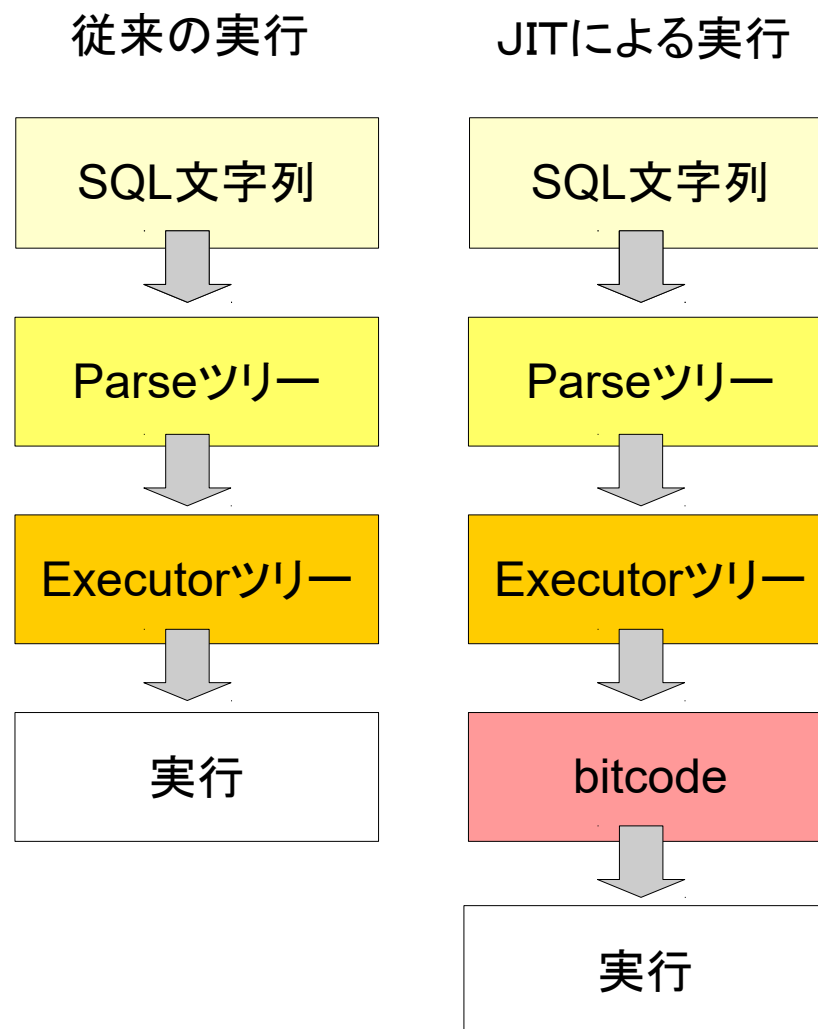 従来の実行
SQL文字列
Parseツリー
Executorツリー
実行
JITによる実行
SQL文字列
Parseツリー
Executorツリー
bitcode
実行